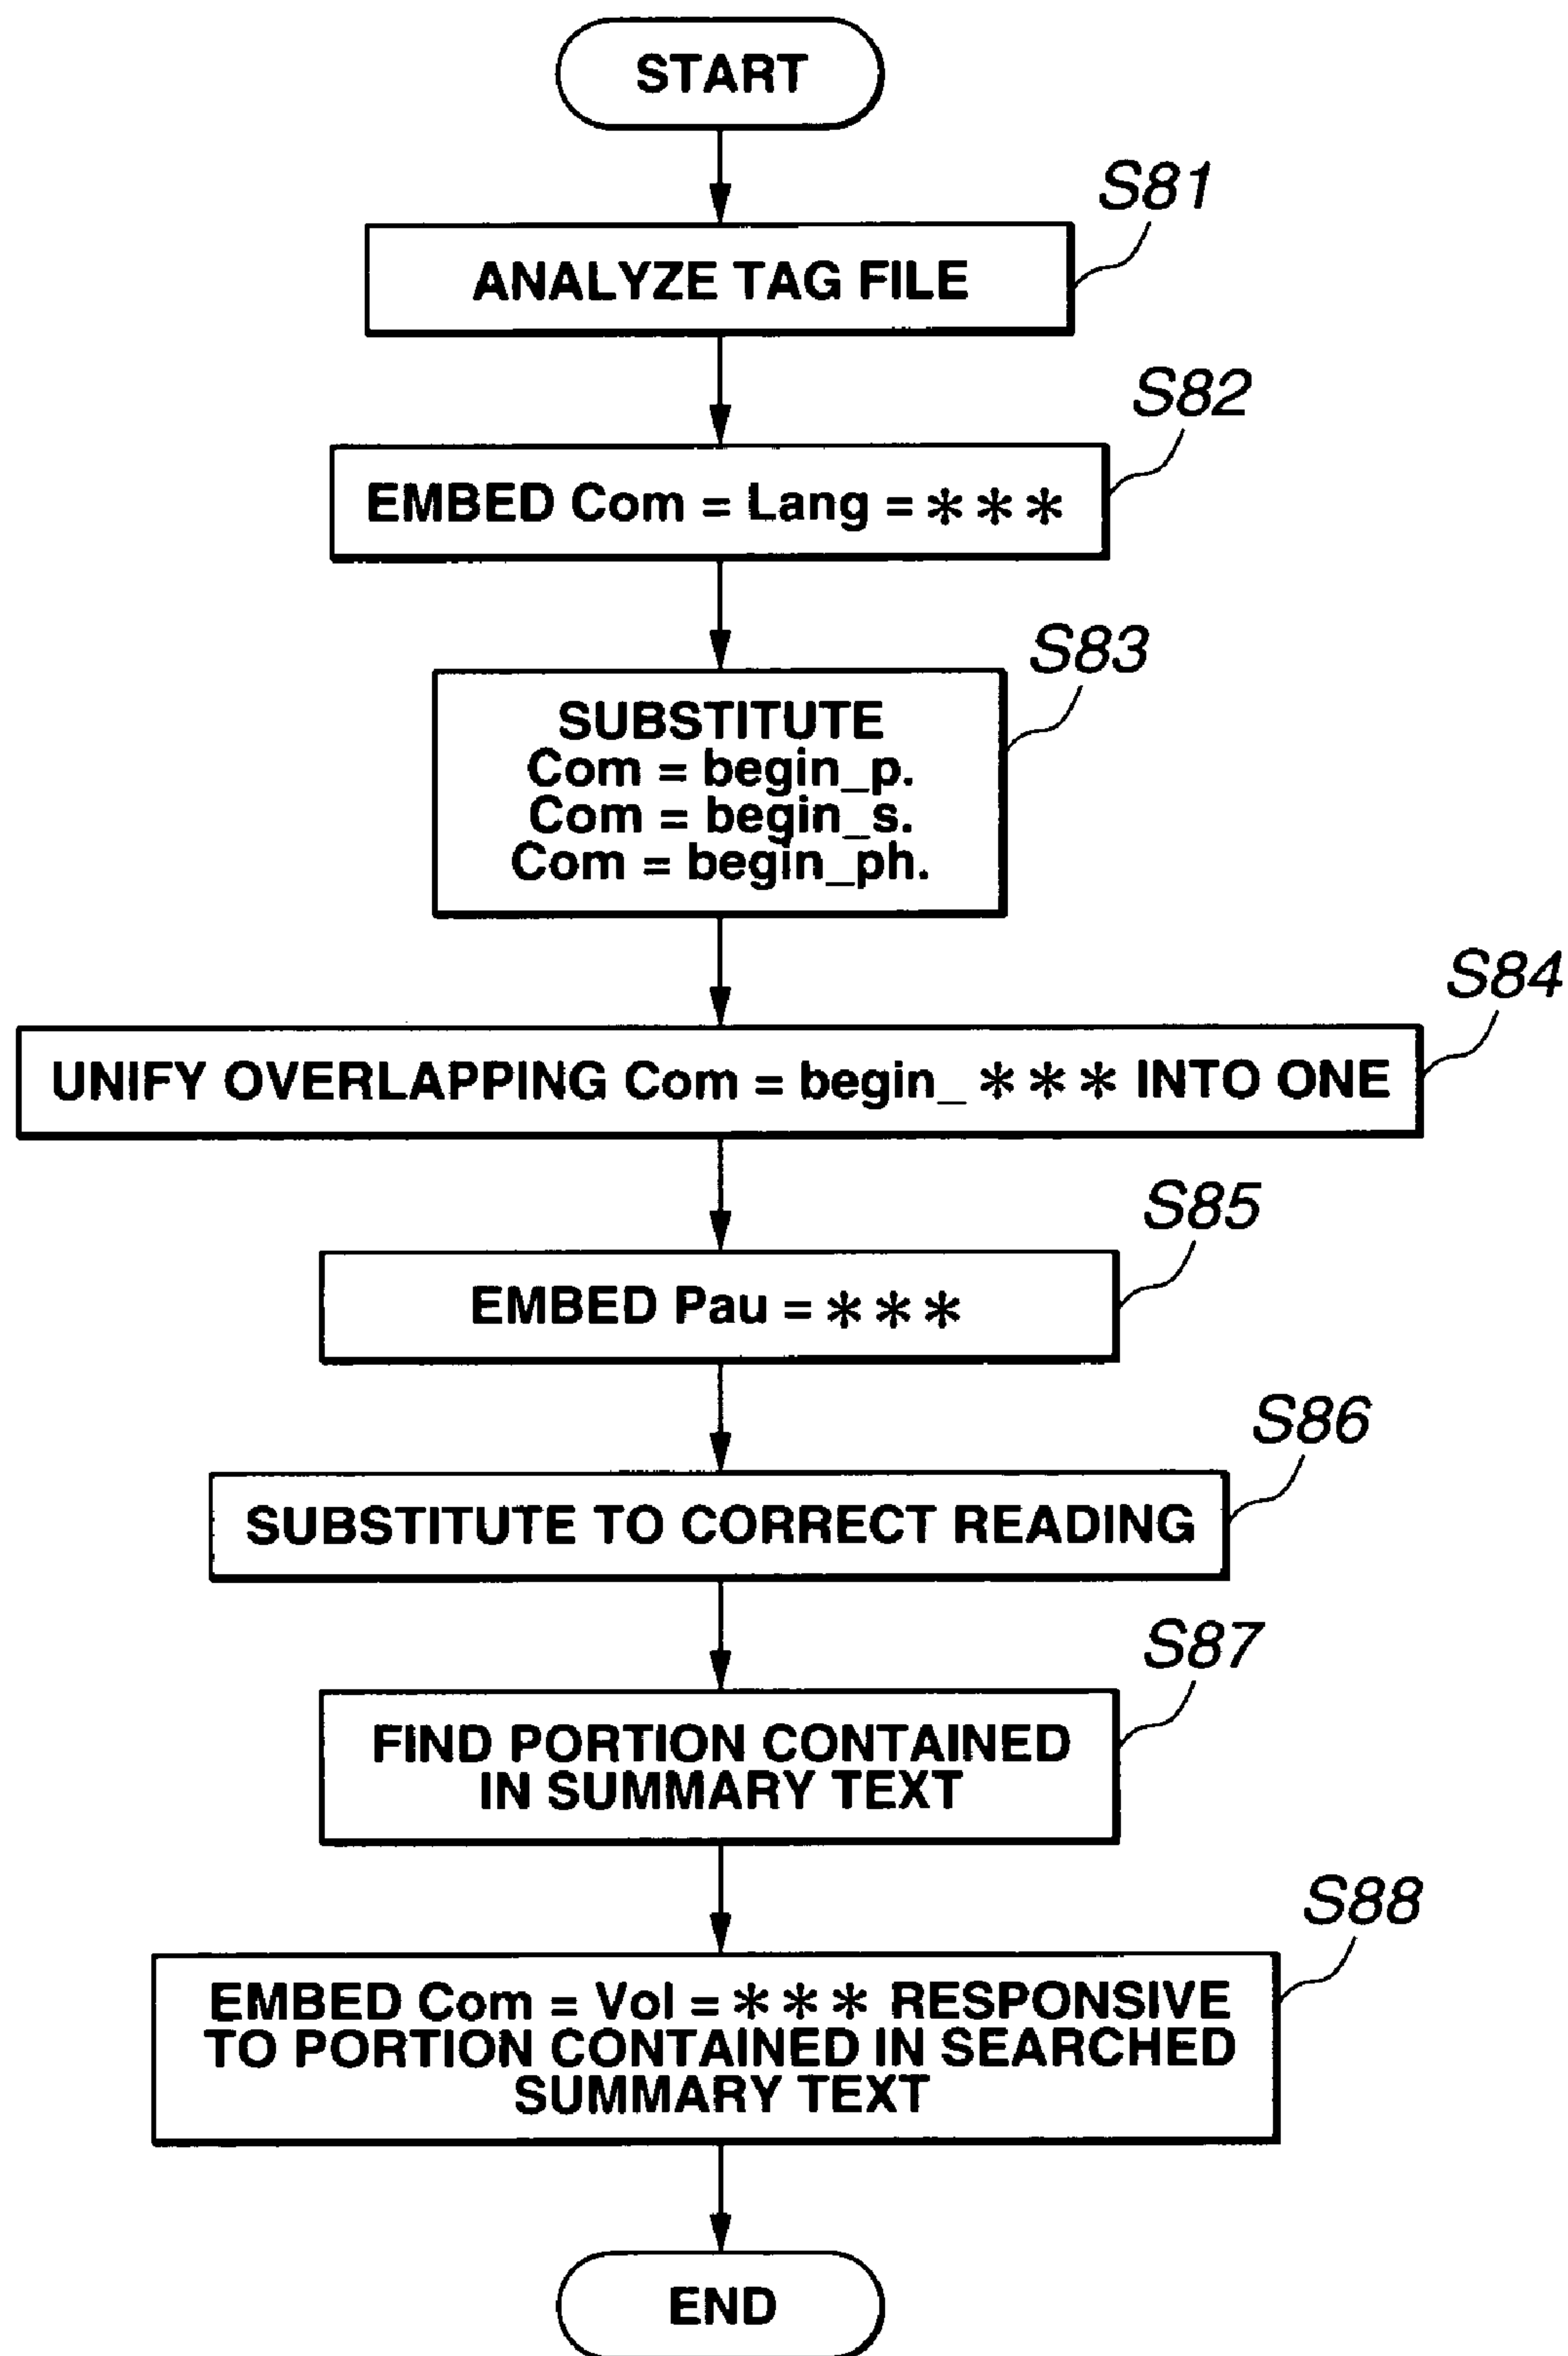 START
S81
ANALYZE TAG FILE
S82
EMBED Com = Lang = ***
S83
SUBSTITUTE
Com = begin_p.
Com = begin_s.
Com = begin_ph.
S84
UNIFY OVERLAPPING Com = begin_ *** INTO ONE
S85
EMBED Pau = ***
S86
SUBSTITUTE TO CORRECT READING
S87
FIND PORTION CONTAINED
IN SUMMARY TEXT
S88
EMBED Com = Vol = *** RESPONSIVE
TO PORTION CONTAINED IN SEARCHED
SUMMARY TEXT
END